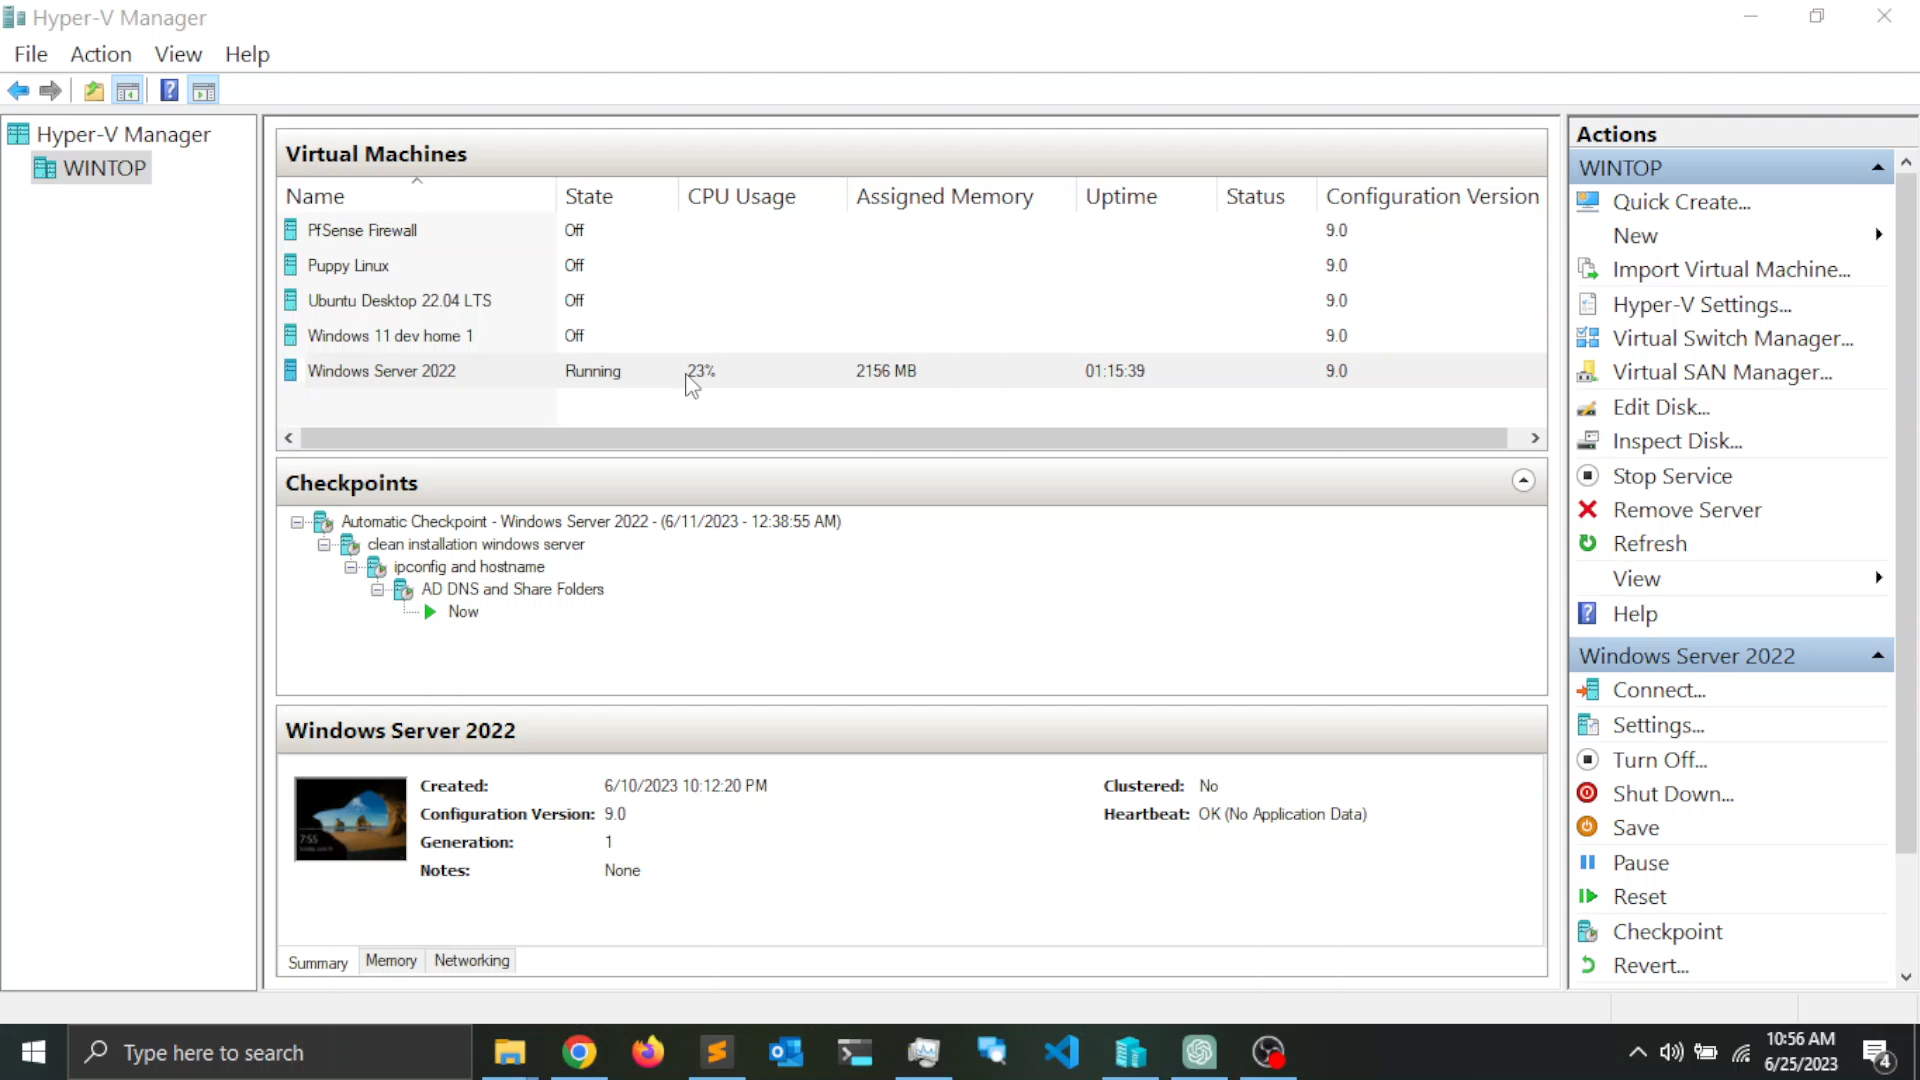 Hyper-V Manager
File Action View Help
Hyper-V Manager
WINTOP
Virtual Machines
Name State CPU Usage Assigned Memory Uptime Status Configuration Version
PfSense Firewall Off 9.0
Puppy Linux Off 9.0
Ubuntu Desktop 22.04 LTS Off 9.0
Windows 11 dev home 1 Off 9.0
Windows Server 2022 Running 23% 2156 MB 01:15:39 9.0
Checkpoints
Automatic Checkpoint - Windows Server 2022 - (6/11/2023 - 12:38:55 AM)
clean installation windows server
ipconfig and hostname
AD DNS and Share Folders
Now
Windows Server 2022
7:55
Created: 6/10/2023 10:12:20 PM Clustered: No
Configuration Version: 9.0 Heartbeat: OK (No Application Data)
Generation: 1
Notes: None
Summary Memory Networking
Actions
WINTOP
Quick Create...
New
Import Virtual Machine...
Hyper-V Settings...
Virtual Switch Manager...
Virtual SAN Manager...
Edit Disk...
Inspect Disk...
Stop Service
Remove Server
Refresh
View
Help
Windows Server 2022
Connect...
Settings...
Turn Off...
Shut Down...
Save
Pause
Reset
Checkpoint
Revert...
Type here to search
10:56 AM
6/25/2023
4